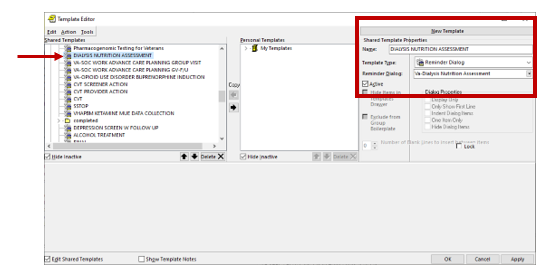 Template Editor
Edit Action Tools
New Template
Shared Templates
Personal Templates
Shared Template Properties
Pharmacogenomic Testing for Veterans
My Templates
Name: DIALYSIS NUTRITION ASSESSMENT
DIALYSIS NUTRITION ASSESSMENT
VA-SOC WORK ADVANCE CARE PLANNING GROUP VISIT
Template Type: Reminder Dialog
VA-SOC WORK ADVANCE CARE PLANNING GV-F/U
VA-OPIOID USE DISORDER BUPRENORPHINE INDUCTION
Reminder Dialog: Va-Dialysis Nutrition Assessment
CVT SCREENER ACTION
Copy
Active
CVT PROVIDER ACTION
Hide Items in Templates Drawer
Dialog Properties
CVT
Display Only
SSTOP
Only Show First Line
VHAPBM KETAMINE MUE DATA COLLECTION
Exclude from Group Boilerplate
Indent Dialog Items
completed
One Item Only
DEPRESSION SCREEN W FOLLOW UP
Hide Dialog Items
ALCOHOL TREATMENT
0 Number of Blank Lines to insert between items
Lock
Hide Inactive
Delete
Hide Inactive
Delete
Edit Shared Templates
Show Template Notes
OK
Cancel
Apply